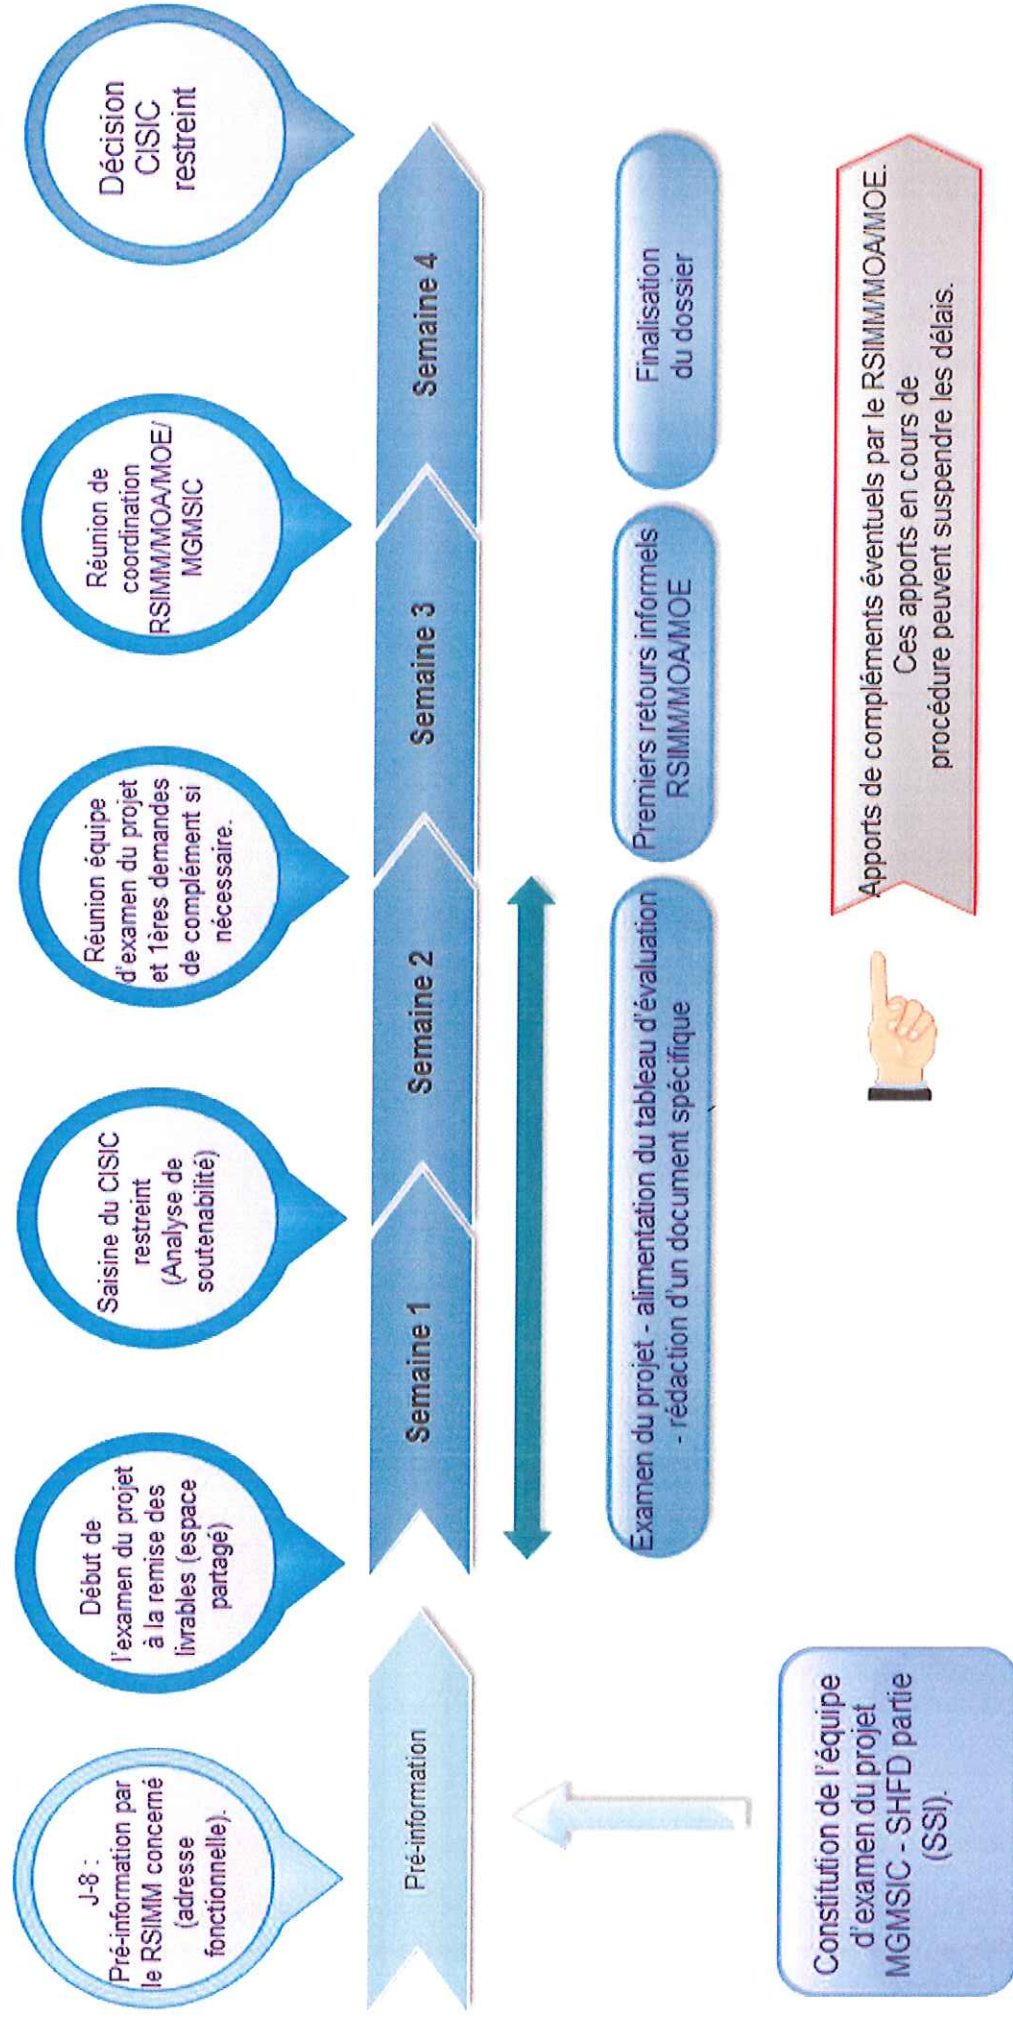 J-8 :
Pré-information par
le RSIMM concerné
(adresse
fonctionnelle).
Début de
l'examen du projet
à la remise des
livrables (espace
partagé)
Saisine du CISIC
restreint
(Analyse de
soutenabilité)
Réunion équipe
d'examen du projet
et 1ères demandes
de complément si
nécessaire.
Réunion de
coordination
RSIMM/MOA/MOE/
MGMSIC
Décision
CISIC
restreint
Pré-information
Semaine 1
Semaine 2
Semaine 3
Semaine 4
Examen du projet - alimentation du tableau d'évaluation
- rédaction d'un document spécifique
Premiers retours informels
RSIMM/MOA/MOE
Finalisation
du dossier
Constitution de l'équipe
d'examen du projet
MGMSIC - SHFD partie
(SSI).
Apports de compléments éventuels par le RSIMM/MOA/MOE.
Ces apports en cours de
procédure peuvent suspendre les délais.